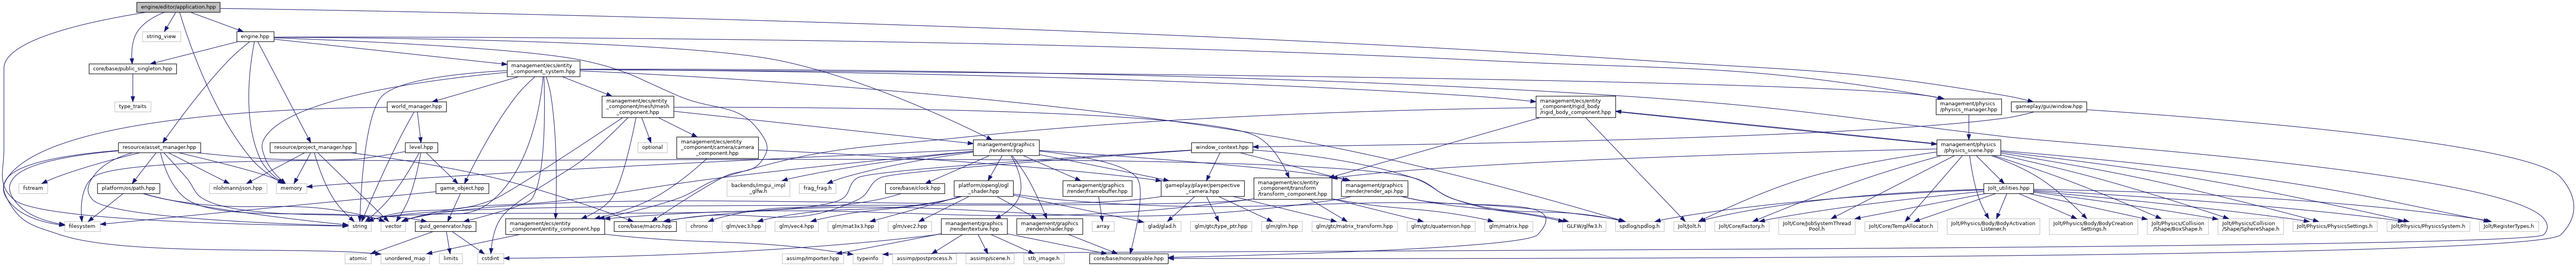 engine/editor/application.hpp
string_view
engine.hpp
core/base/public_singleton.hpp
management/ecs/entity
_component_system.hpp
type_traits
world_manager.hpp
management/ecs/entity
_component/mesh/mesh
_component.hpp
management/ecs/entity
_component/rigid_body
/rigid_body_component.hpp
management/physics
/physics_manager.hpp
gameplay/gui/window.hpp
resource/asset_manager.hpp
resource/project_manager.hpp
level.hpp
optional
management/ecs/entity
_component/camera/camera
_component.hpp
management/graphics
/renderer.hpp
window_context.hpp
management/physics
/physics_scene.hpp
fstream
platform/os/path.hpp
nlohmann/json.hpp
memory
game_object.hpp
backends/imgui_impl
_glfw.h
frag_frag.h
core/base/clock.hpp
platform/opengl/ogl
_shader.hpp
management/graphics
/render/framebuffer.hpp
gameplay/player/perspective
_camera.hpp
management/ecs/entity
_component/transform
/transform_component.hpp
management/graphics
/render/render_api.hpp
Jolt_utilities.hpp
filesystem
string
vector
guid_genenrator.hpp
management/ecs/entity
_component/entity_component.hpp
core/base/macro.hpp
chrono
glm/vec3.hpp
glm/vec4.hpp
glm/mat3x3.hpp
glm/vec2.hpp
management/graphics
/render/texture.hpp
management/graphics
/render/shader.hpp
array
glad/glad.h
glm/gtc/type_ptr.hpp
glm/glm.hpp
glm/gtc/matrix_transform.hpp
glm/gtc/quaternion.hpp
glm/matrix.hpp
GLFW/glfw3.h
spdlog/spdlog.h
Jolt/Jolt.h
Jolt/Core/Factory.h
Jolt/Core/JobSystemThread
Pool.h
Jolt/Core/TempAllocator.h
Jolt/Physics/Body/BodyActivation
Listener.h
Jolt/Physics/Body/BodyCreation
Settings.h
Jolt/Physics/Collision
/Shape/BoxShape.h
Jolt/Physics/Collision
/Shape/SphereShape.h
Jolt/Physics/PhysicsSettings.h
Jolt/Physics/PhysicsSystem.h
Jolt/RegisterTypes.h
atomic
unordered_map
limits
cstdint
assimp/Importer.hpp
typeinfo
assimp/postprocess.h
assimp/scene.h
stb_image.h
core/base/noncopyable.hpp